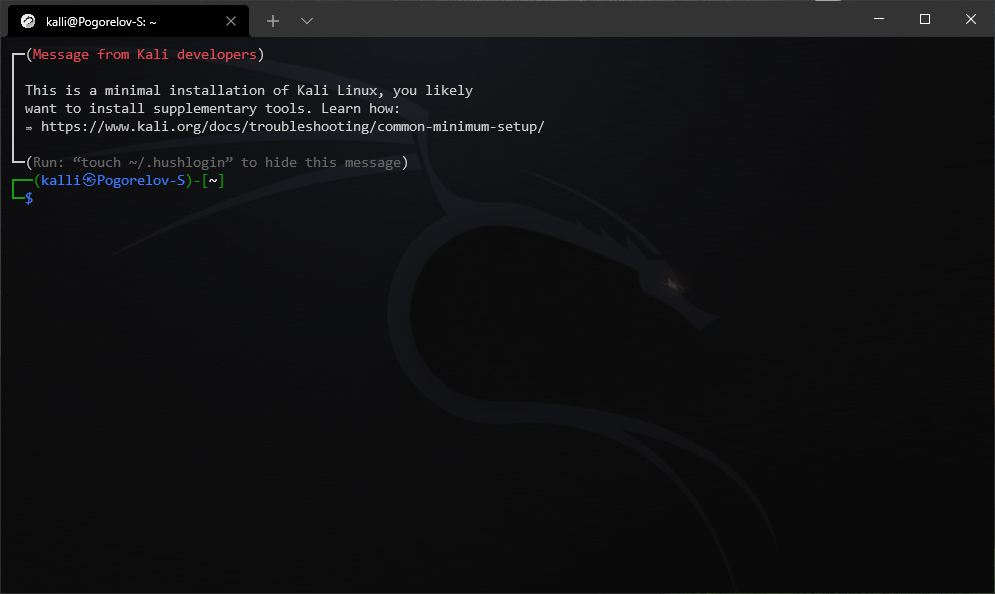 kalli@Pogorelov-S: ~
(Message from Kali developers)
This is a minimal installation of Kali Linux, you likely
want to install supplementary tools. Learn how:
⇒ https://www.kali.org/docs/troubleshooting/common-minimum-setup/
(Run: “touch ~/.hushlogin” to hide this message)
(kalli㉿Pogorelov-S)-[~]
$